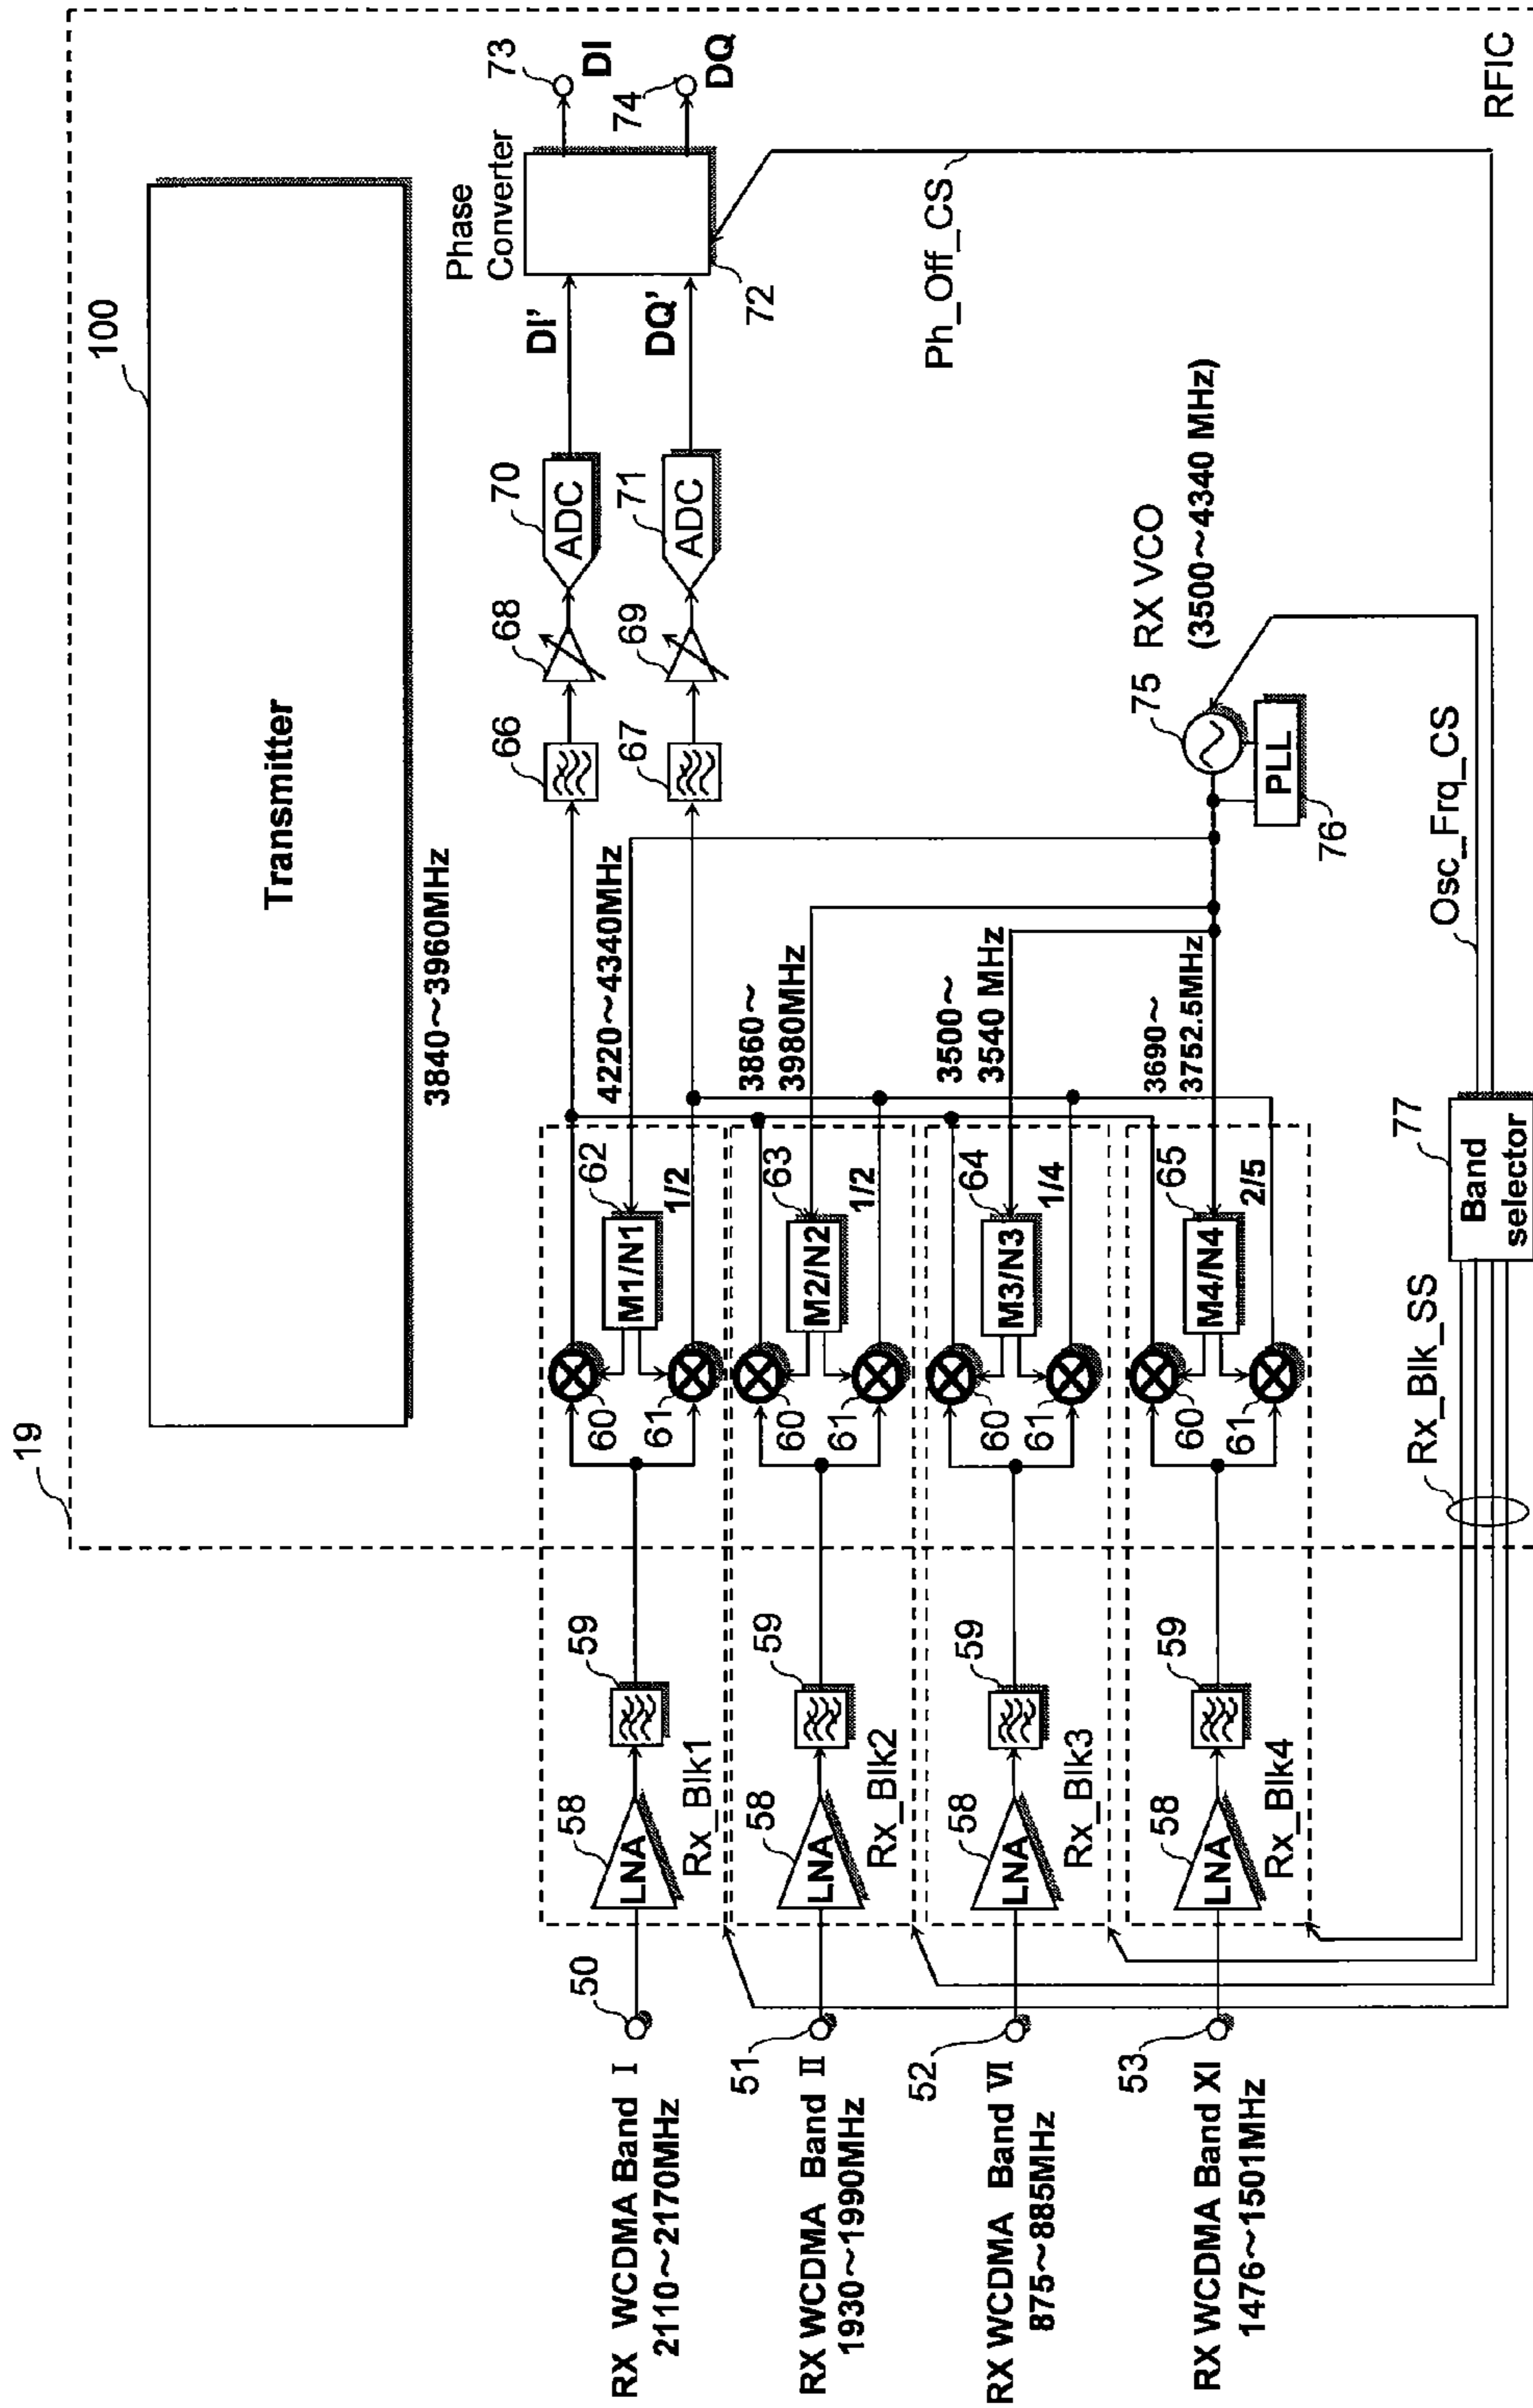 19
100
Transmitter
3840~3960MHz
RX WCDMA Band I
2110~2170MHz
50
58
LNA
59
Rx_Blk1
60
61
M1/N1
62
1/2
4220~4340MHz
66
67
68
69
70
ADC
71
ADC
DI'
DQ'
Phase
Converter
72
73
DI
74
DQ
Ph_Off_CS
RX WCDMA Band II
1930~1990MHz
51
58
LNA
59
Rx_Blk2
60
61
M2/N2
63
1/2
3860~
3980MHz
RX WCDMA Band VI
875~885MHz
52
58
LNA
59
Rx_Blk3
60
61
M3/N3
64
1/4
3500~
3540 MHz
75
RX VCO
(3500~4340 MHz)
PLL
76
RX WCDMA Band XI
1476~1501MHz
53
58
LNA
59
Rx_Blk4
60
61
M4/N4
65
2/5
3690~
3752.5MHz
Rx_Blk_SS
77
Band
selector
Osc_Frq_CS
RFIC